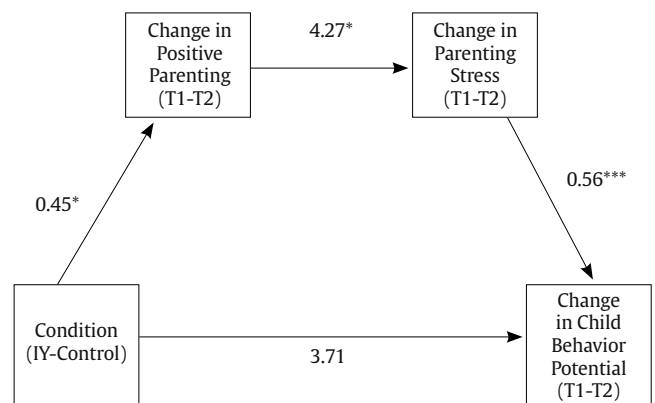 Change in
Positive
Parenting
(T1-T2)
4.27*
Change in
Parenting
Stress
(T1-T2)
0.45*
0.56***
Condition
(IY-Control)
3.71
Change
in Child
Behavior
Potential
(T1-T2)